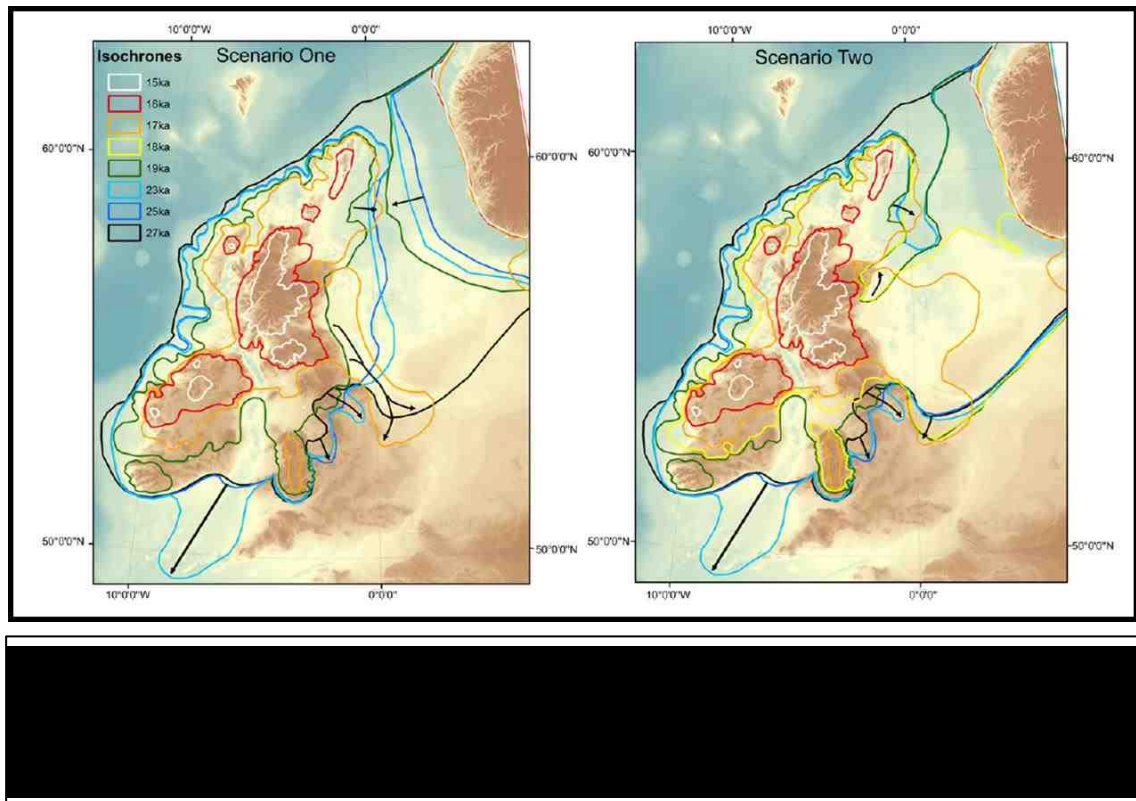 10°0'0"W 0°0'0"
Isochrones Scenario One
15ka
16ka
17ka
18ka
19ka
23ka
25ka
27ka
60°0'0"N 60°0'0"N
50°0'0"N 50°0'0"N
10°0'0"W 0°0'0"
10°0'0"W 0°0'0"
Scenario Two
60°0'0"N 60°0'0"N
50°0'0"N 50°0'0"N
10°0'0"W 0°0'0"